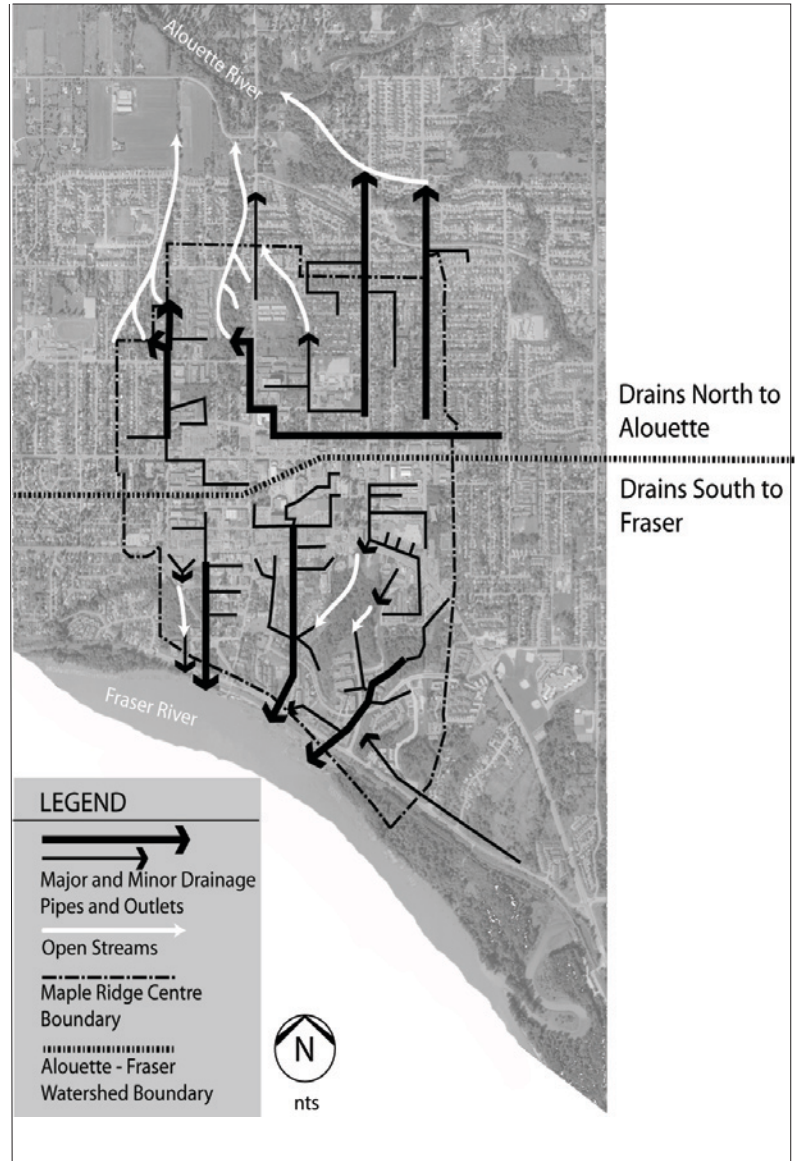 Alouette River
Drains North to
Alouette
Drains South to
Fraser
Fraser River
LEGEND
Major and Minor Drainage
Pipes and Outlets
Open Streams
Maple Ridge Centre
Boundary
Alouette - Fraser
Watershed Boundary
N
nts